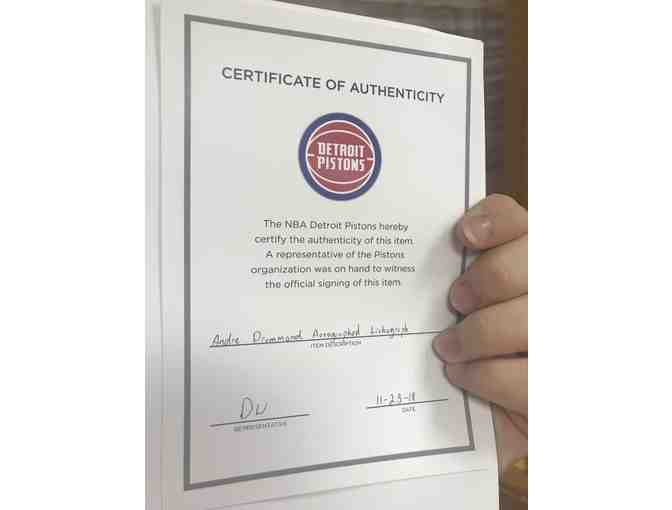 CERTIFICATE OF AUTHENTICITY
DETROIT
PISTONS
The NBA Detroit Pistons hereby
certify the authenticity of this item.
A representative of the Pistons
organization was on hand to witness
the official signing of this item.
Andre Drummond Autographed Lithograph
ITEM DESCRIPTION
DW
REPRESENTATIVE
11-23-18
DATE